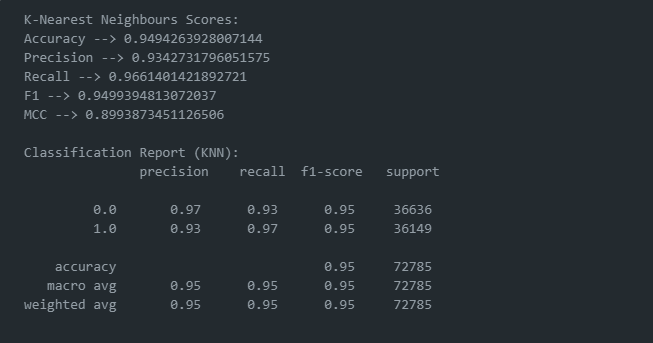 K-Nearest Neighbours Scores:
Accuracy --> 0.9494263928007144
Precision --> 0.9342731796051575
Recall --> 0.9661401421892721
F1 --> 0.9499394813072037
MCC --> 0.8993873451126506
Classification Report (KNN):
precision recall f1-score support
0.0 0.97 0.93 0.95 36636
1.0 0.93 0.97 0.95 36149
accuracy 0.95 72785
macro avg 0.95 0.95 0.95 72785
weighted avg 0.95 0.95 0.95 72785